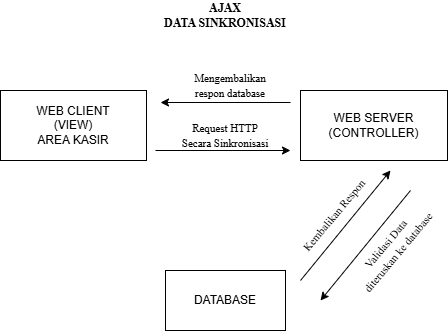 AJAX
DATA SINKRONISASI
Mengembalikan
respon database
WEB CLIENT
(VIEW)
AREA KASIR
Request HTTP
Secara Sinkronisasi
WEB SERVER
(CONTROLLER)
Kembalikan Respon
Validasi Data
diteruskan ke database
DATABASE